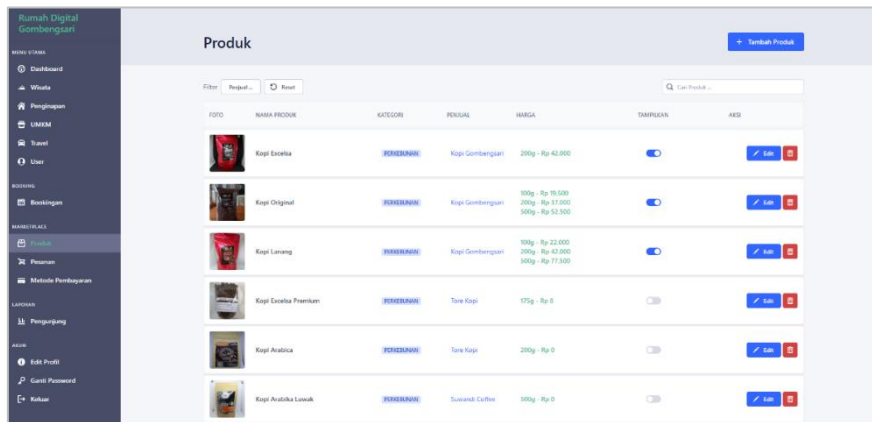 Rumah Digital
Gombengsari
MENU UTAMA
Dashboard
Wisata
Penginapan
UMKM
Travel
User
BOOKING
Bookingan
MARKETPLACE
Produk
Pesanan
Metode Pembayaran
LAPORAN
Pengunjung
AKUN
Edit Profil
Ganti Password
Keluar
Produk
+ Tambah Produk
Filter Penjual... Reset
Cari Produk ...
FOTO NAMA PRODUK KATEGORI PENJUAL HARGA TAMPILKAN AKSI
Kopi Excelsa PERKEBUNAN Kopi Gombengsari 200g - Rp 42.000 Edit
Kopi Original PERKEBUNAN Kopi Gombengsari 100g - Rp 19.500
200g - Rp 37.000
500g - Rp 52.500 Edit
Kopi Lanang PERKEBUNAN Kopi Gombengsari 100g - Rp 22.000
200g - Rp 42.000
500g - Rp 77.500 Edit
Kopi Excelsa Premium PERKEBUNAN Tore Kopi 175g - Rp 0 Edit
Kopi Arabica PERKEBUNAN Tore Kopi 200g - Rp 0 Edit
Kopi Arabika Luwak PERKEBUNAN Suwandi Coffee 500g - Rp 0 Edit